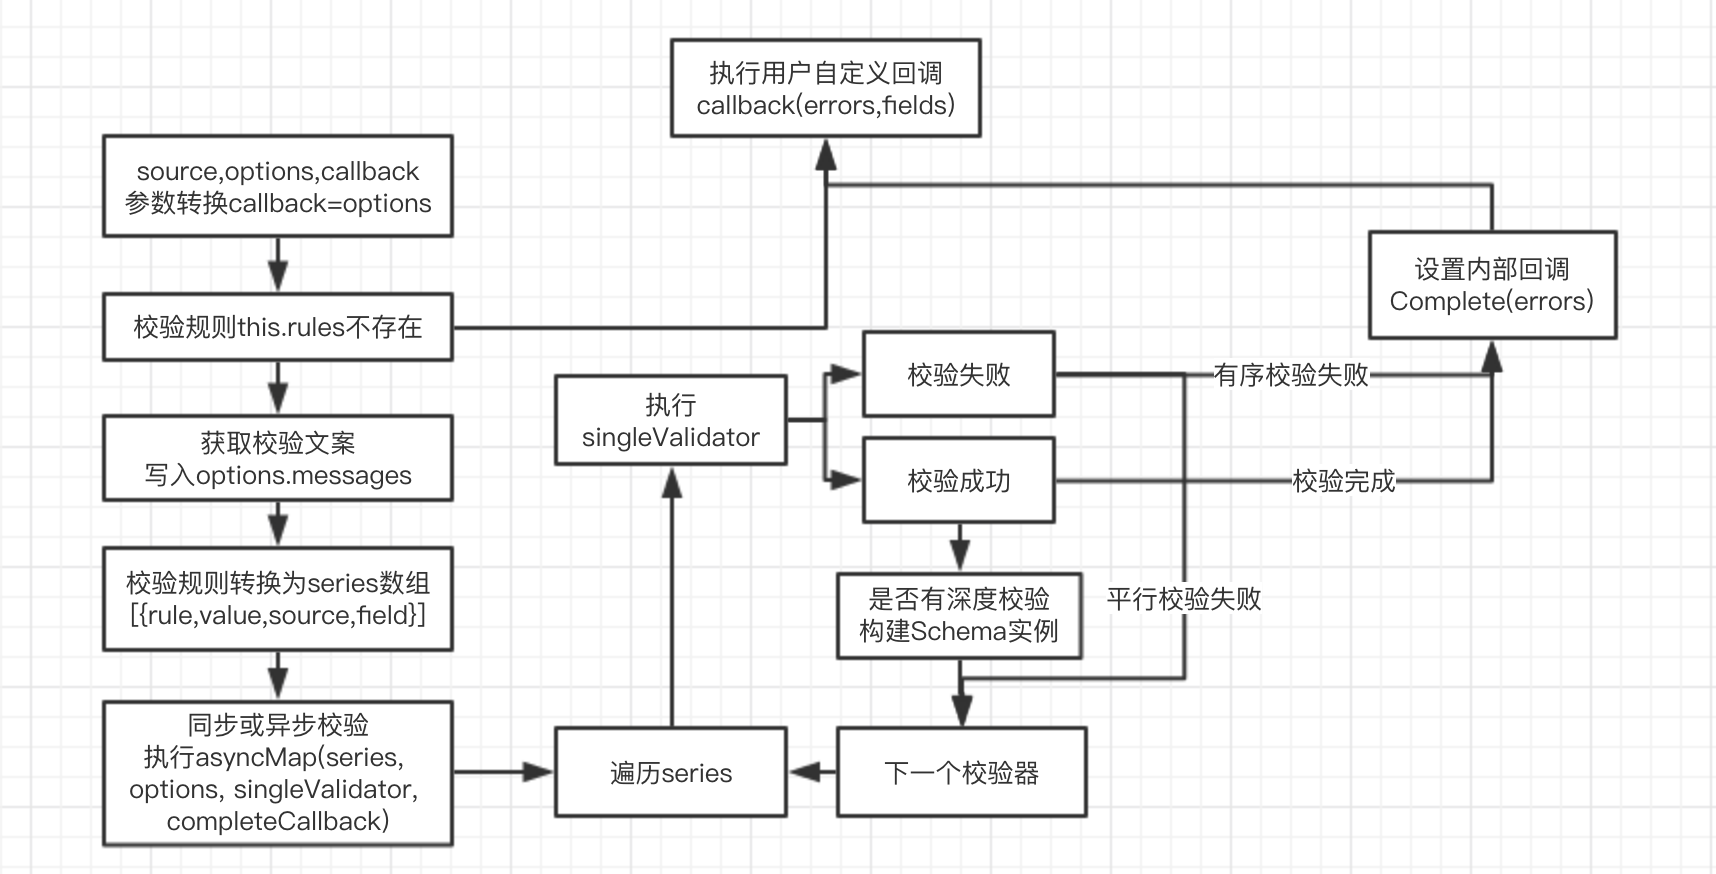 执行用户自定义回调
callback(errors,fields)
source,options,callback
参数转换callback=options
校验规则this.rules不存在
获取校验文案
写入options.messages
校验规则转换为series数组
[{rule,value,source,field}]
同步或异步校验
执行asyncMap(series,
options, singleValidator,
completeCallback)
遍历series
执行
singleValidator
校验失败
校验成功
是否有深度校验
构建Schema实例
下一个校验器
有序校验失败
校验完成
平行校验失败
设置内部回调
Complete(errors)